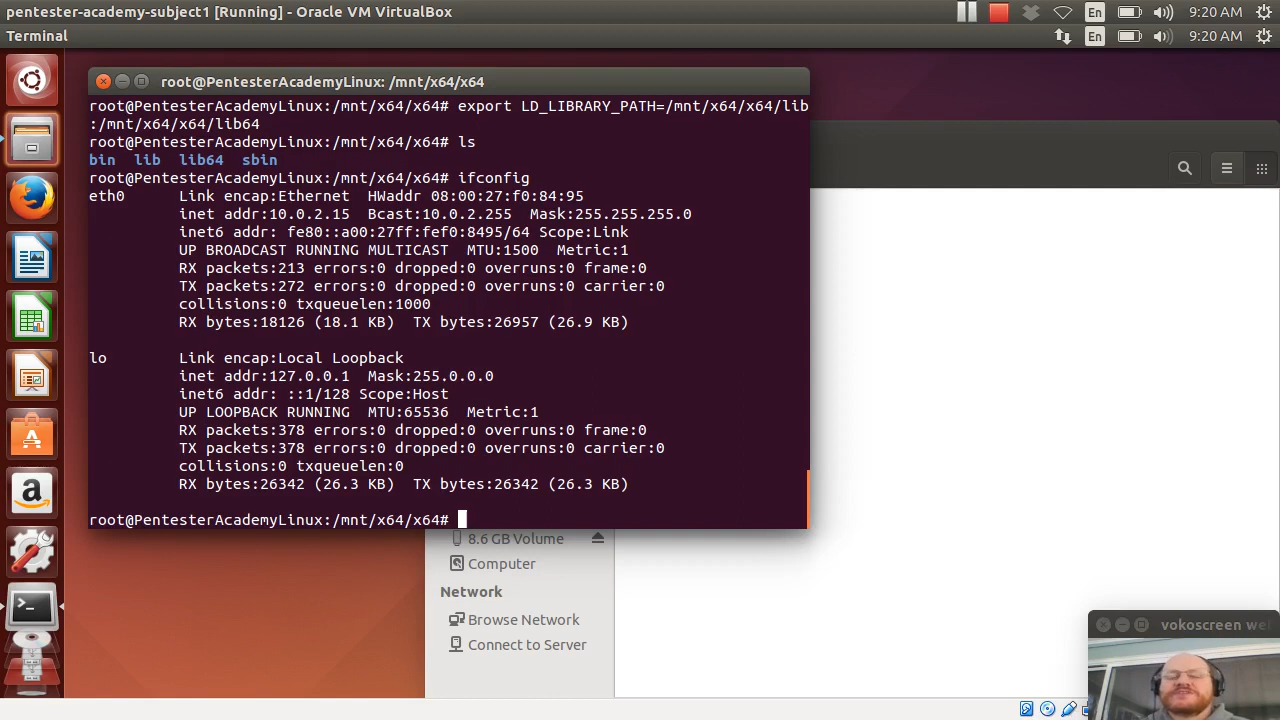 pentester-academy-subject1 [Running] - Oracle VM VirtualBox
En
9:20 AM
Terminal
En
9:20 AM
root@PentesterAcademyLinux: /mnt/x64/x64
root@PentesterAcademyLinux:/mnt/x64/x64# export LD_LIBRARY_PATH=/mnt/x64/x64/lib
:/mnt/x64/x64/lib64
root@PentesterAcademyLinux:/mnt/x64/x64# ls
bin  lib  lib64  sbin
root@PentesterAcademyLinux:/mnt/x64/x64# ifconfig
eth0      Link encap:Ethernet  HWaddr 08:00:27:f0:84:95
          inet addr:10.0.2.15  Bcast:10.0.2.255  Mask:255.255.255.0
          inet6 addr: fe80::a00:27ff:fef0:8495/64 Scope:Link
          UP BROADCAST RUNNING MULTICAST  MTU:1500  Metric:1
          RX packets:213 errors:0 dropped:0 overruns:0 frame:0
          TX packets:272 errors:0 dropped:0 overruns:0 carrier:0
          collisions:0 txqueuelen:1000
          RX bytes:18126 (18.1 KB)  TX bytes:26957 (26.9 KB)
lo        Link encap:Local Loopback
          inet addr:127.0.0.1  Mask:255.0.0.0
          inet6 addr: ::1/128 Scope:Host
          UP LOOPBACK RUNNING  MTU:65536  Metric:1
          RX packets:378 errors:0 dropped:0 overruns:0 frame:0
          TX packets:378 errors:0 dropped:0 overruns:0 carrier:0
          collisions:0 txqueuelen:0
          RX bytes:26342 (26.3 KB)  TX bytes:26342 (26.3 KB)
root@PentesterAcademyLinux:/mnt/x64/x64#
8.6 GB Volume
Computer
Network
Browse Network
Connect to Server
vokoscreen we